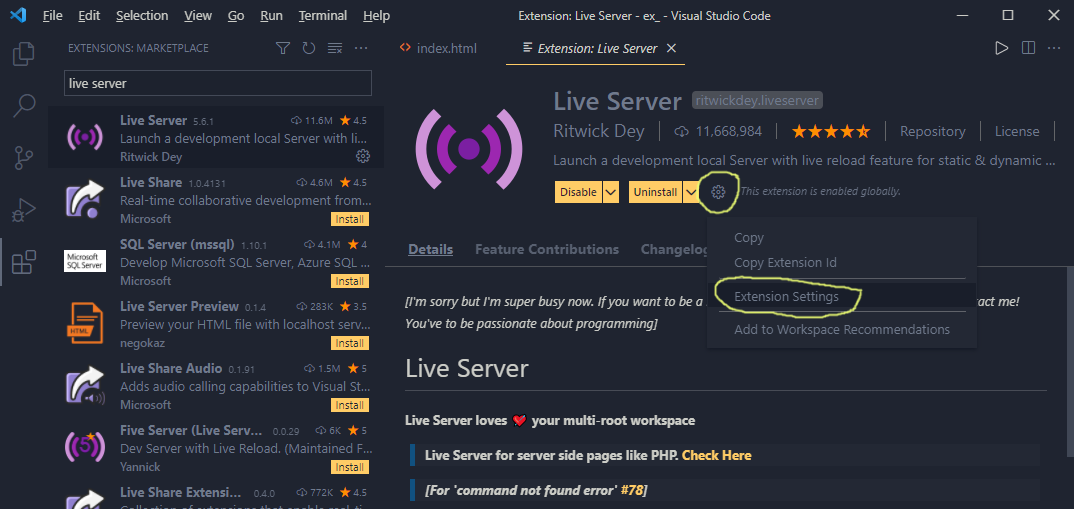 File Edit Selection View Go Run Terminal Help
Extension: Live Server - ex_ - Visual Studio Code
EXTENSIONS: MARKETPLACE
live server
Live Server 5.6.1 11.6M 4.5
Launch a development local Server with li...
Ritwick Dey
Live Share 1.0.4131 4.6M 4.5
Real-time collaborative development from...
Microsoft Install
Microsoft
SQL Server
SQL Server (mssql) 1.10.1 4.1M 4
Develop Microsoft SQL Server, Azure SQL ...
Microsoft Install
HTML
Live Server Preview 0.1.4 283K 3.5
Preview your HTML file with localhost serv...
negokaz Install
Live Share Audio 0.1.91 1.5M 5
Adds audio calling capabilities to Visual St...
Microsoft Install
5
Five Server (Live Serv... 0.0.29 6K 5
Dev Server with Live Reload. (Maintained F...
Yannick Install
Live Share Extensi... 0.4.0 772K 4.5
Collection of extensions that enable real-ti...
index.html Extension: Live Server
Live Server ritwickdey.liveserver
Ritwick Dey 11,668,984 Repository License
Launch a development local Server with live reload feature for static & dynamic ...
Disable Uninstall This extension is enabled globally.
Details Feature Contributions Changelog
Copy
Copy Extension Id
Extension Settings
Add to Workspace Recommendations
[I'm sorry but I'm super busy now. If you want to be a act me!
You've to be passionate about programming]
Live Server
Live Server loves ❤️ your multi-root workspace
Live Server for server side pages like PHP. Check Here
[For 'command not found error' #78]